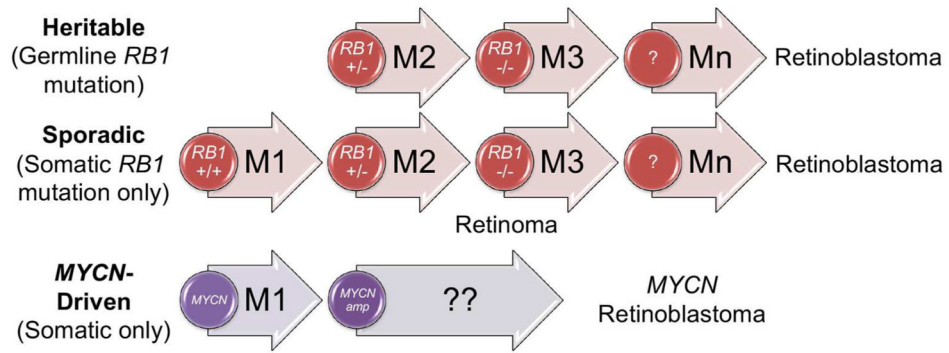 Heritable
(Germline RB1
mutation)
RB1
+/-
M2
RB1
-/-
M3
?
Mn
Retinoblastoma
Sporadic
(Somatic RB1
mutation only)
RB1
+/+
M1
RB1
+/-
M2
RB1
-/-
M3
?
Mn
Retinoblastoma
Retinoma
MYCN-
Driven
(Somatic only)
MYCN
M1
MYCN
amp
??
MYCN
Retinoblastoma